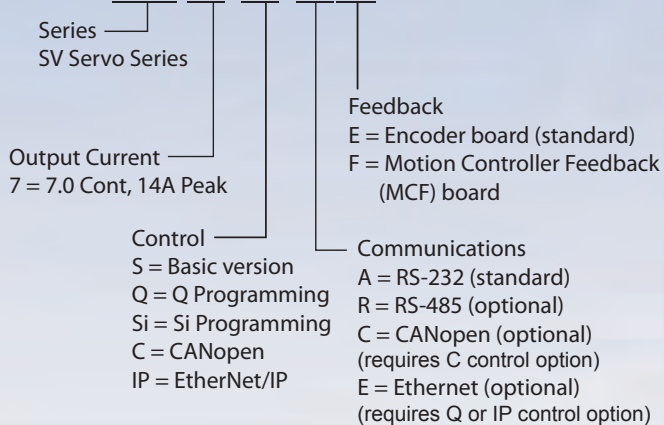 Series
SV Servo Series
Output Current
7 = 7.0 Cont, 14A Peak
Control
S = Basic version
Q = Q Programming
Si = Si Programming
C = CANopen
IP = EtherNet/IP
Feedback
E = Encoder board (standard)
F = Motion Controller Feedback
(MCF) board
Communications
A = RS-232 (standard)
R = RS-485 (optional)
C = CANopen (optional)
(requires C control option)
E = Ethernet (optional)
(requires Q or IP control option)